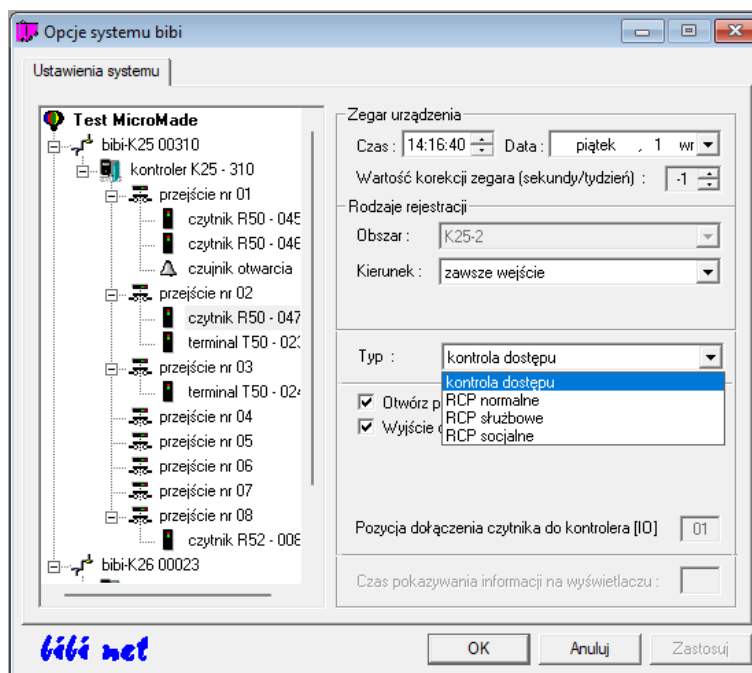 Opcje systemu bibi
Ustawienia systemu
Test MicroMade
bibi-K25 00310
kontroler K25 - 310
przejście nr 01
czytnik R50 - 045
czytnik R50 - 046
czujnik otwarcia
przejście nr 02
czytnik R50 - 047
terminal T50 - 023
przejście nr 03
terminal T50 - 024
przejście nr 04
przejście nr 05
przejście nr 06
przejście nr 07
przejście nr 08
czytnik R52 - 008
bibi-K26 00023
Zegar urządzenia
Czas : 14:16:40 Data : piątek , 1 wr
Wartość korekcji zegara (sekundy/tydzień) : -1
Rodzaje rejestracji
Obszar : K25-2
Kierunek : zawsze wejście
Typ : kontrola dostępu
kontrola dostępu
RCP normalne
RCP służbowe
RCP socjalne
Otwórz p
Wyjście
Pozycja dołączenia czytnika do kontrolera [IO] 01
Czas pokazywania informacji na wyświetlaczu :
bibi net
OK Anuluj Zastosuj